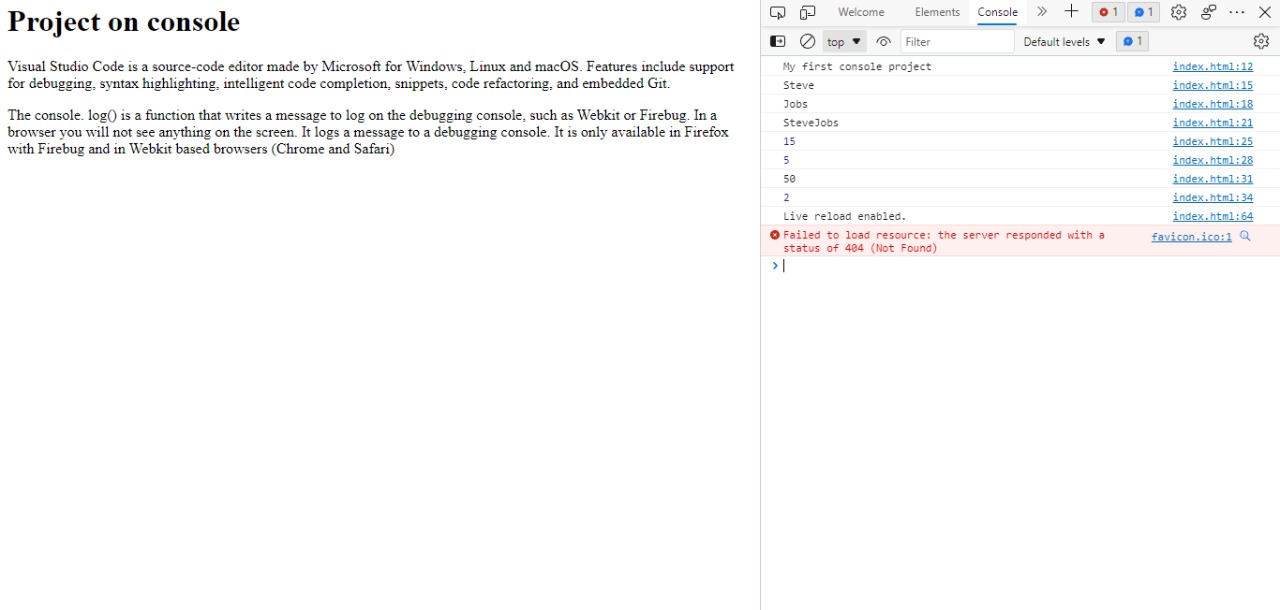 Project on console
Visual Studio Code is a source-code editor made by Microsoft for Windows, Linux and macOS. Features include support
for debugging, syntax highlighting, intelligent code completion, snippets, code refactoring, and embedded Git.
The console. log() is a function that writes a message to log on the debugging console, such as Webkit or Firebug. In a
browser you will not see anything on the screen. It logs a message to a debugging console. It is only available in Firefox
with Firebug and in Webkit based browsers (Chrome and Safari)
Welcome Elements Console 1 1
top Filter Default levels 1
My first console project index.html:12
Steve index.html:15
Jobs index.html:18
SteveJobs index.html:21
15 index.html:25
5 index.html:28
50 index.html:31
2 index.html:34
Live reload enabled. index.html:64
Failed to load resource: the server responded with a favicon.ico:1
status of 404 (Not Found)